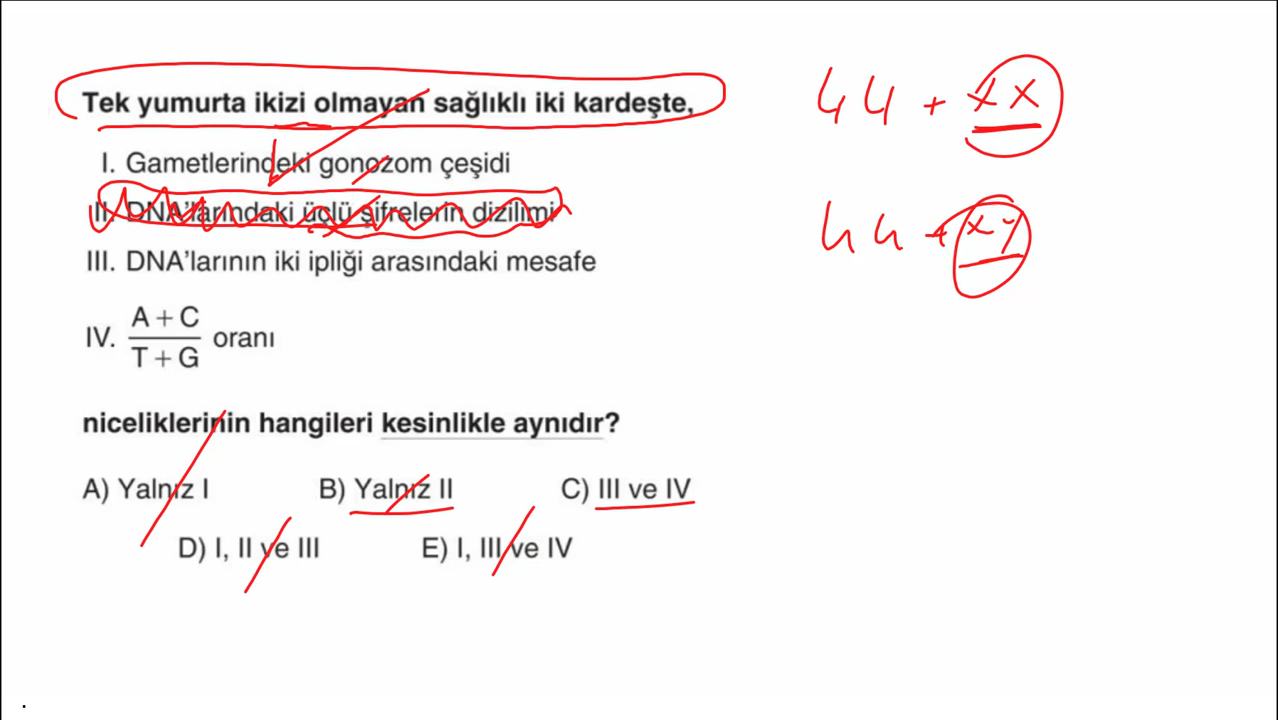 Tek yumurta ikizi olmayan sağlıklı iki kardeşte,
44 + XX
I. Gametlerindeki gonozom çeşidi
II. DNA'larındaki üçlü şifrelerin dizilimi
44 + XY
III. DNA'larının iki ipliği arasındaki mesafe
A + C
IV. oranı
T + G
niceliklerinin hangileri kesinlikle aynıdır?
A) Yalnız I B) Yalnız II C) III ve IV
D) I, II ve III E) I, III ve IV